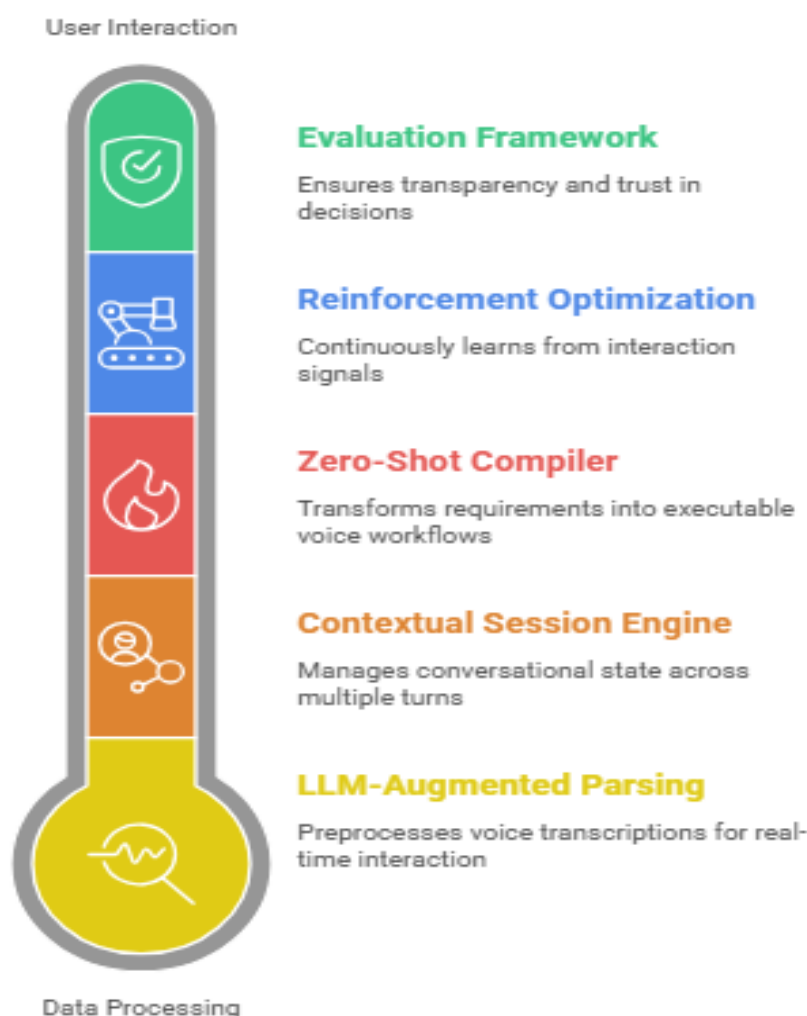 User Interaction
Evaluation Framework
Ensures transparency and trust in
decisions
Reinforcement Optimization
Continuously learns from interaction
signals
Zero-Shot Compiler
Transforms requirements into executable
voice workflows
Contextual Session Engine
Manages conversational state across
multiple turns
LLM-Augmented Parsing
Preprocesses voice transcriptions for real-
time interaction
Data Processing